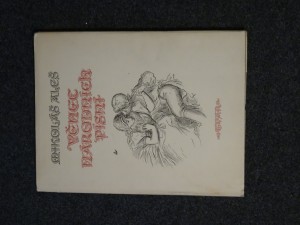 MIKOLÁŠ ALEŠ
VĚNEC
NÁRODNÍCH
PÍSNÍ